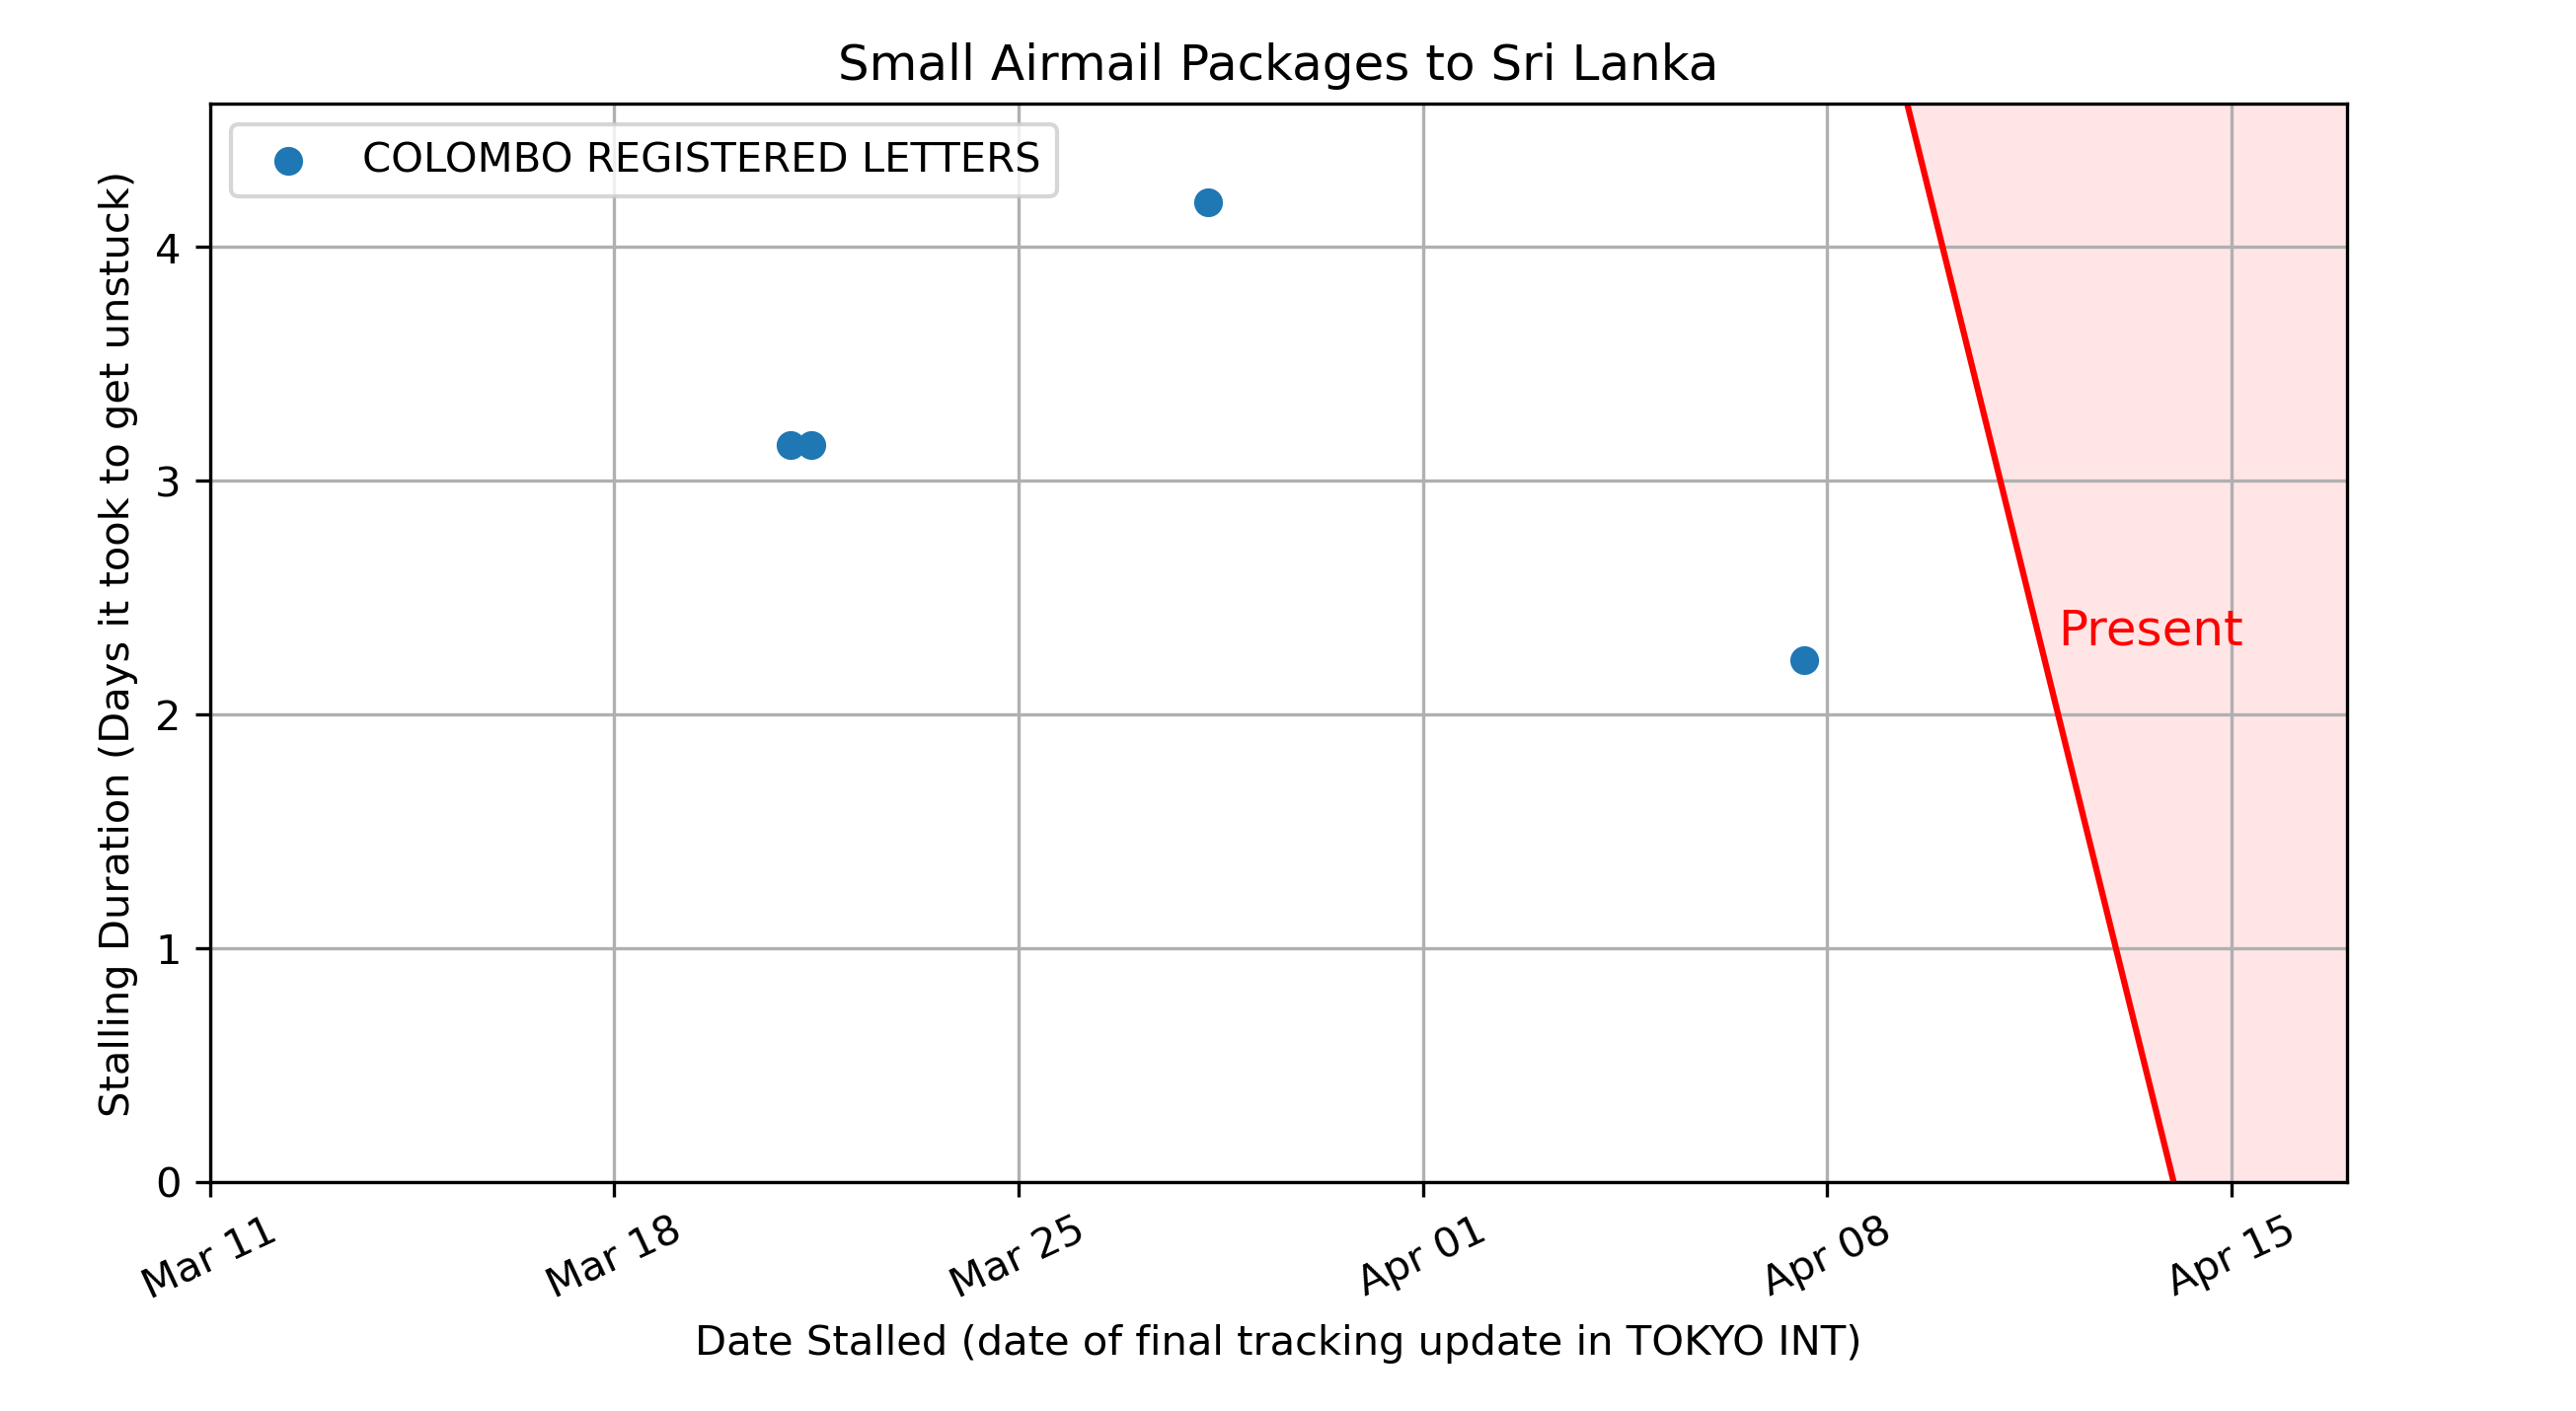 Small Airmail Packages to Sri Lanka
COLOMBO REGISTERED LETTERS
Stalling Duration (Days it took to get unstuck)
4
3
2
1
0
Present
Mar 11
Mar 18
Mar 25
Apr 01
Apr 08
Apr 15
Date Stalled (date of final tracking update in TOKYO INT)